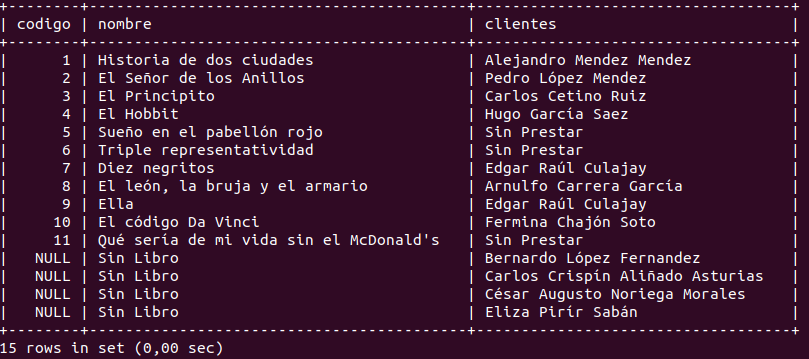 +--------+------------------------------------------+----------------------------------+
| codigo | nombre                                   | clientes                         |
+--------+------------------------------------------+----------------------------------+
|      1 | Historia de dos ciudades                 | Alejandro Mendez Mendez          |
|      2 | El Señor de los Anillos                  | Pedro López Mendez               |
|      3 | El Principito                            | Carlos Cetino Ruiz               |
|      4 | El Hobbit                                | Hugo García Saez                 |
|      5 | Sueño en el pabellón rojo                | Sin Prestar                      |
|      6 | Triple representatividad                 | Sin Prestar                      |
|      7 | Diez negritos                            | Edgar Raúl Culajay               |
|      8 | El león, la bruja y el armario           | Arnulfo Carrera García           |
|      9 | Ella                                     | Edgar Raúl Culajay               |
|     10 | El código Da Vinci                       | Fermina Chajón Soto              |
|     11 | Qué sería de mi vida sin el McDonald's   | Sin Prestar                      |
|   NULL | Sin Libro                                | Bernardo López Fernandez         |
|   NULL | Sin Libro                                | Carlos Crispín Aliñado Asturias  |
|   NULL | Sin Libro                                | César Augusto Noriega Morales    |
|   NULL | Sin Libro                                | Eliza Pirír Sabán                |
+--------+------------------------------------------+----------------------------------+
15 rows in set (0,00 sec)